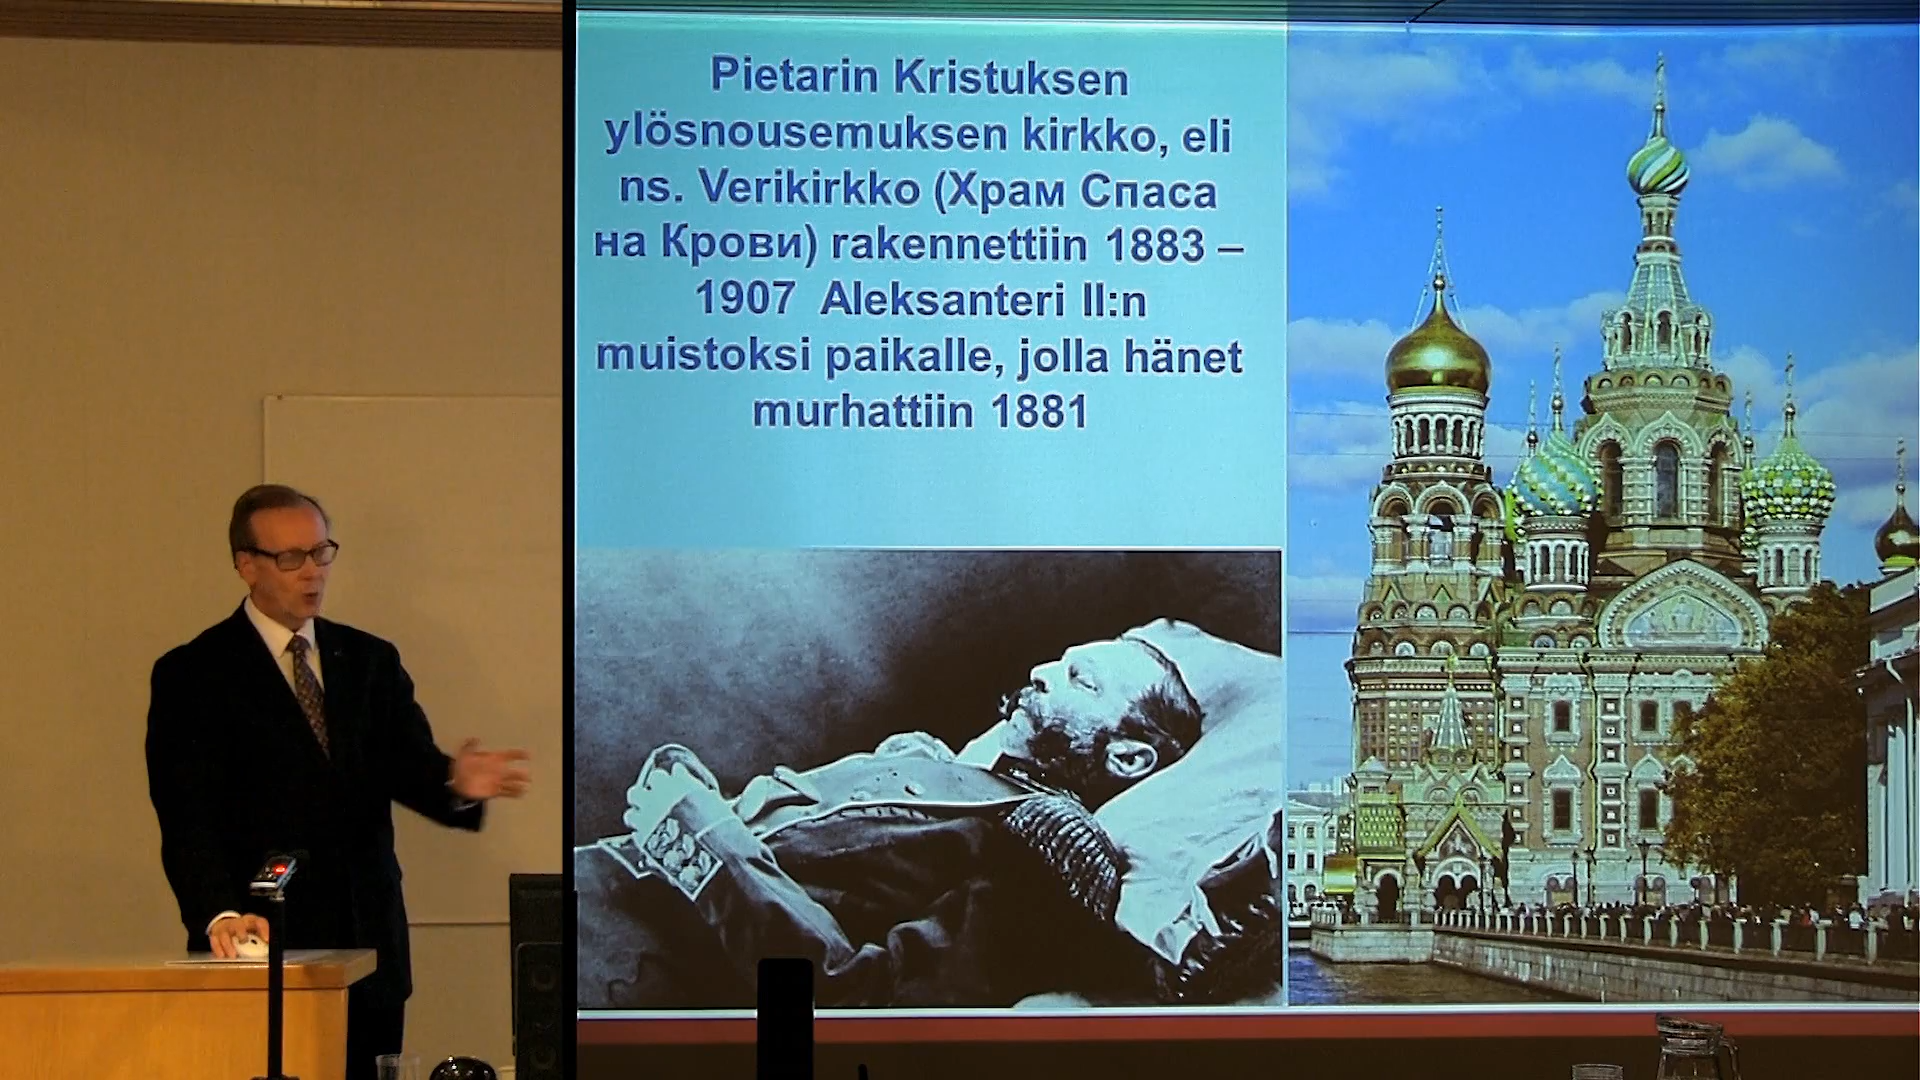 Pietarin Kristuksen
ylösnousemuksen kirkko, eli
ns. Verikirkko (Храм Спаса
на Крови) rakennettiin 1883 –
1907 Aleksanteri II:n
muistoksi paikalle, jolla hänet
murhattiin 1881